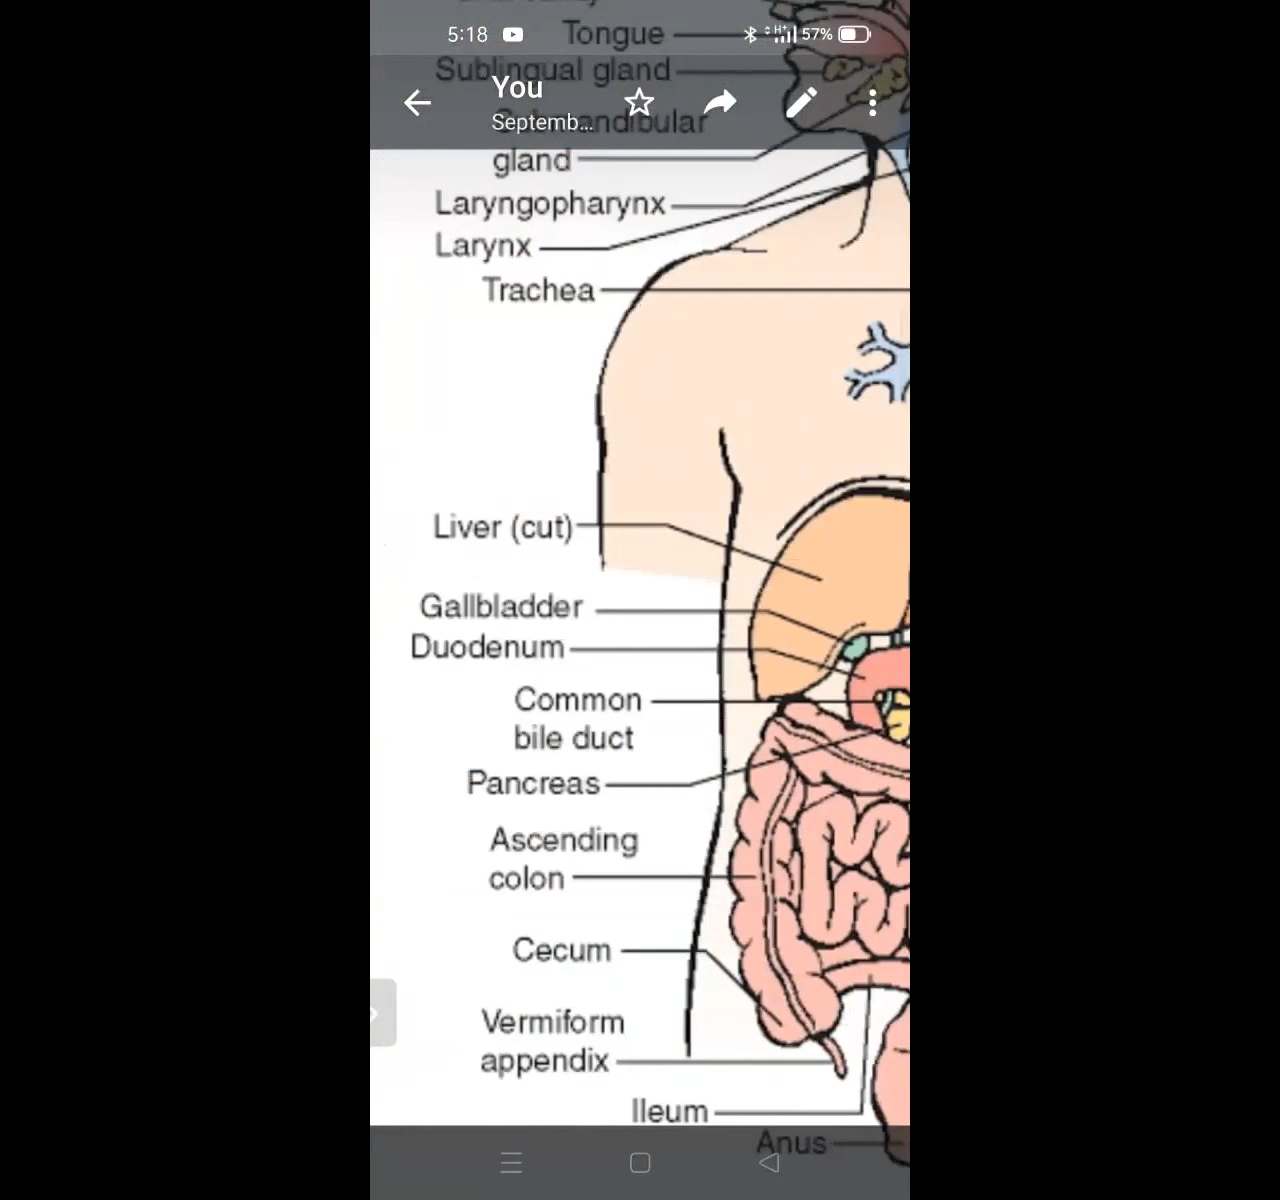 Tongue
5:18
57%
Sublingual gland
You
Septemb...
Submandibular
gland
Laryngopharynx
Larynx
Trachea
Liver (cut)
Gallbladder
Duodenum
Common
bile duct
Pancreas
Ascending
colon
Cecum
Vermiform
appendix
Ileum
Anus